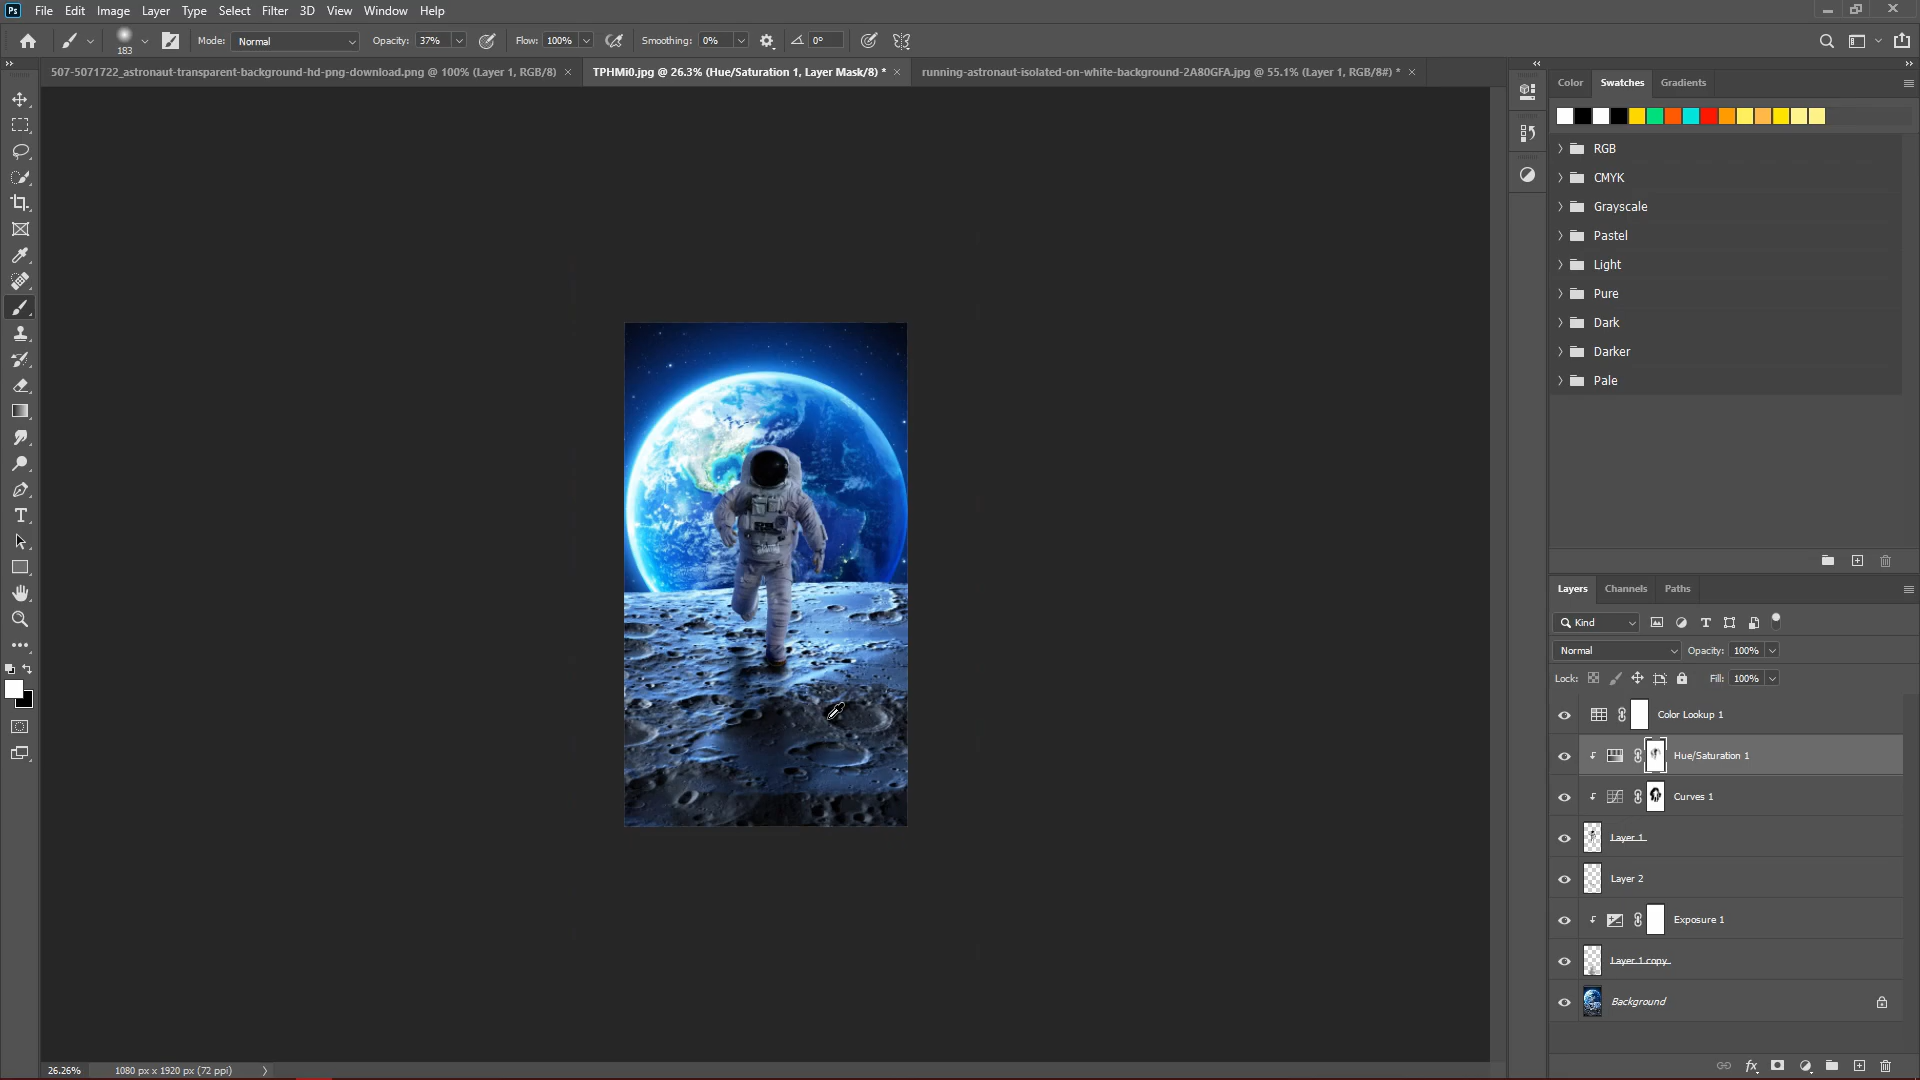 Ps File Edit Image Layer Type Select Filter 3D View Window Help
183 Mode: Normal Opacity: 37% Flow: 100% Smoothing: 0% 0°
507-5071722_astronaut-transparent-background-hd-png-download.png @ 100% (Layer 1, RGB/8) × TPHMi0.jpg @ 26.3% (Hue/Saturation 1, Layer Mask/8) * × running-astronaut-isolated-on-white-background-2A80GFA.jpg @ 55.1% (Layer 1, RGB/8#) * ×
Color Swatches Gradients
RGB
CMYK
Grayscale
Pastel
Light
Pure
Dark
Darker
Pale
Layers Channels Paths
Kind
Normal Opacity: 100%
Lock: Fill: 100%
Color Lookup 1
Hue/Saturation 1
Curves 1
Layer 1
Layer 2
Exposure 1
Layer 1 copy
Background
fx
26.26% 1080 px x 1920 px (72 ppi)